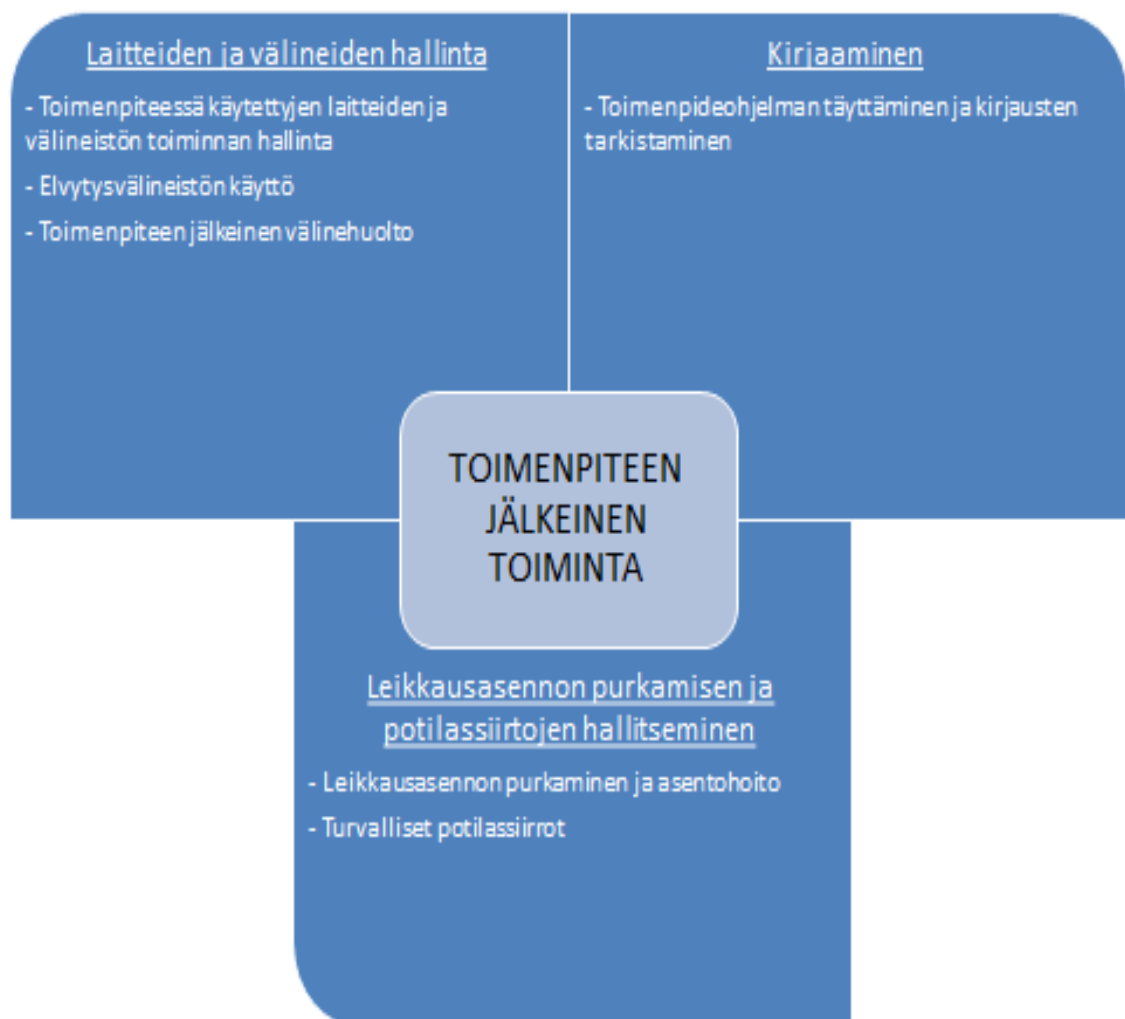 Laitteiden ja välineiden hallinta
- Toimenpiteessä käytettyjen laitteiden ja
välineistön toiminnan hallinta
- Elvytysvälineistön käyttö
- Toimenpiteen jälkeinen välinehuolto
Kirjaaminen
- Toimenpideohjelman täyttäminen ja kirjausten
tarkistaminen
TOIMENPITEEN
JÄLKEINEN
TOIMINTA
Leikkausasennon purkamisen ja
potilassiirtojen hallitseminen
- Leikkausasennon purkaminen ja asentohoito
- Turvalliset potilassiirrot